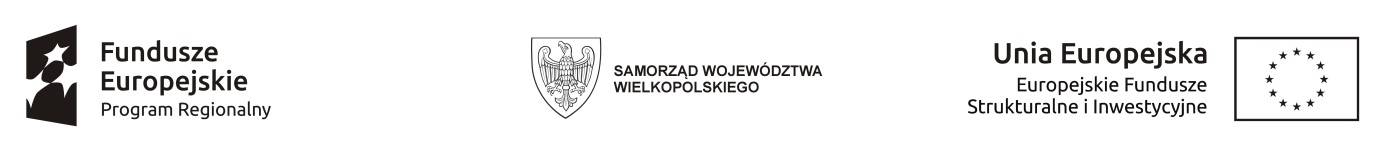 Fundusze
Europejskie
Program Regionalny
SAMORZĄD WOJEWÓDZTWA
WIELKOPOLSKIEGO
Unia Europejska
Europejskie Fundusze
Strukturalne i Inwestycyjne